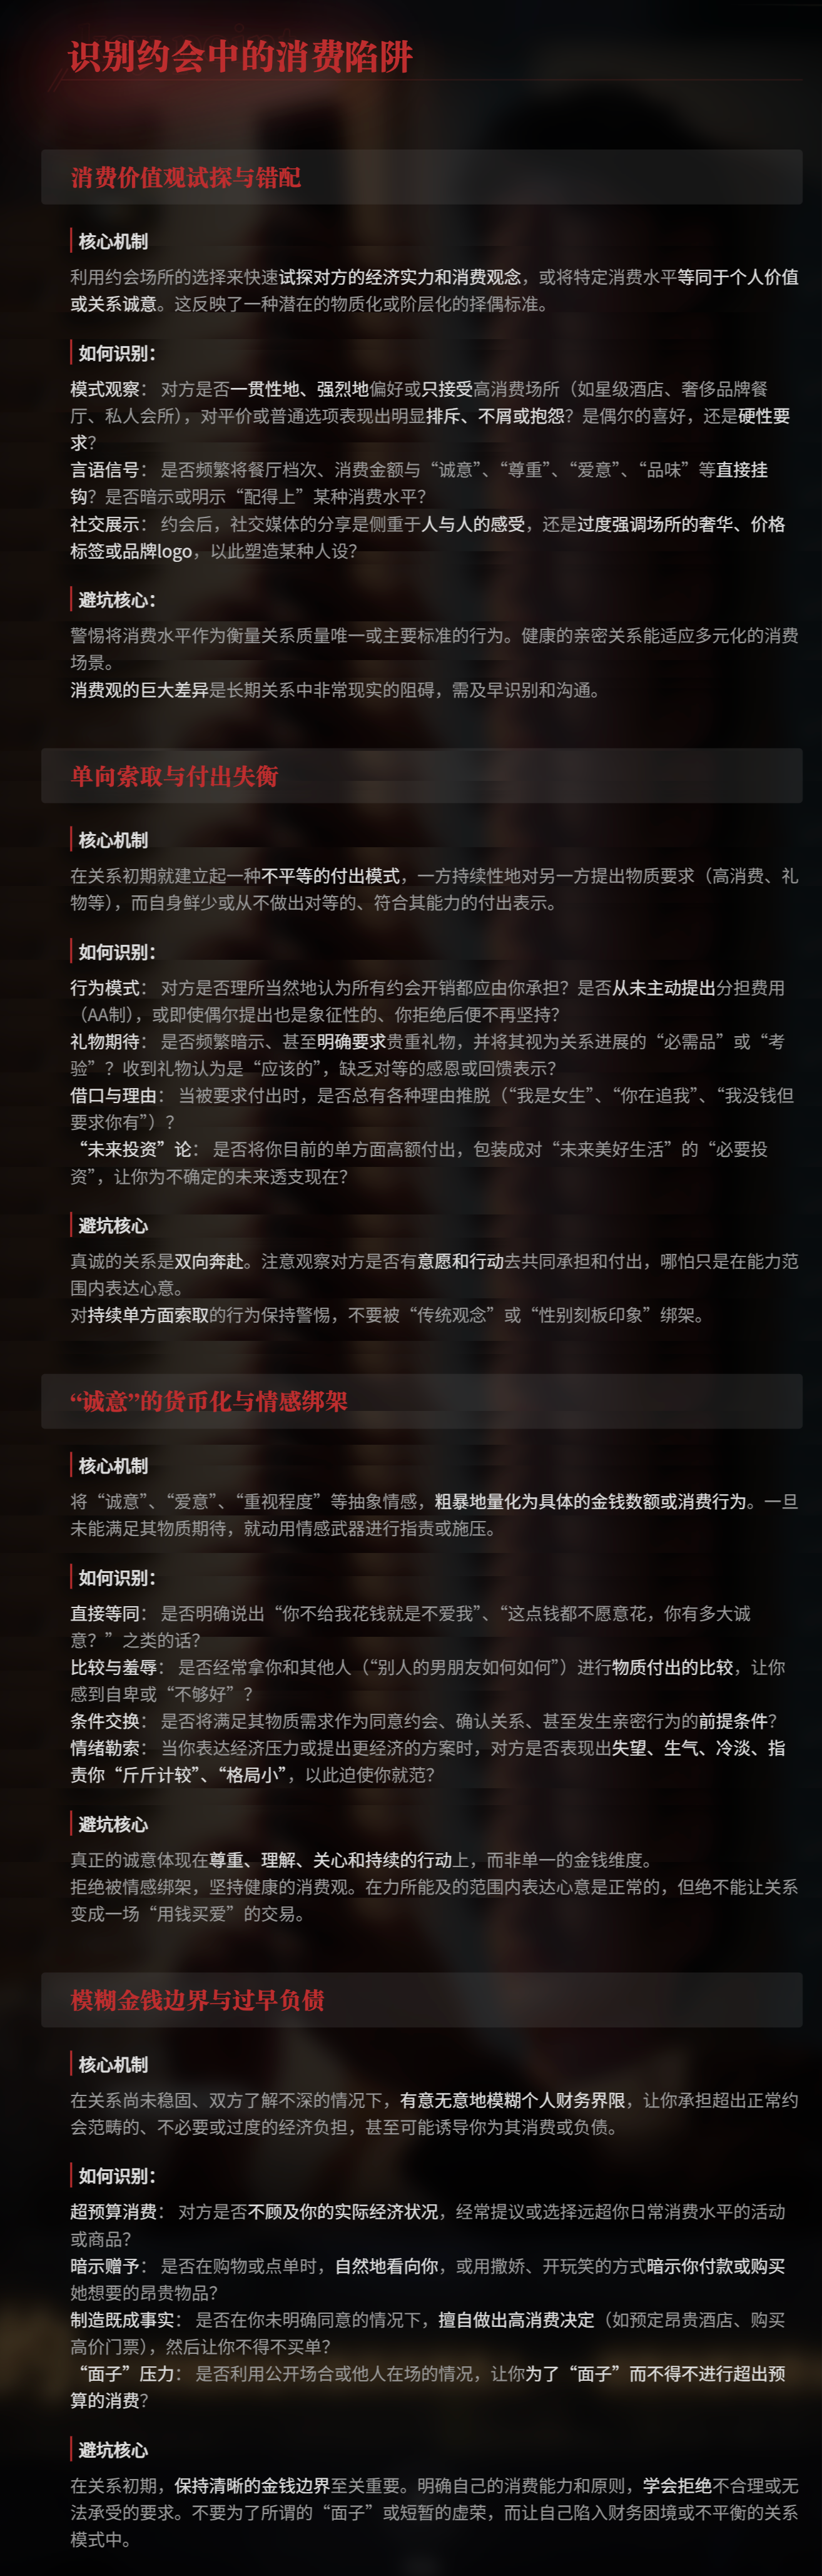 识别约会中的消费陷阱
消费价值观试探与错配
核心机制
利用约会场所的选择来快速试探对方的经济实力和消费观念，或将特定消费水平等同于个人价值
或关系诚意。这反映了一种潜在的物质化或阶层化的择偶标准。
如何识别：
模式观察： 对方是否一贯性地、强烈地偏好或只接受高消费场所（如星级酒店、奢侈品牌餐
厅、私人会所），对平价或普通选项表现出明显排斥、不屑或抱怨？是偶尔的喜好，还是硬性要
求？
言语信号： 是否频繁将餐厅档次、消费金额与“诚意”、“尊重”、“爱意”、“品味”等直接挂
钩？是否暗示或明示“配得上”某种消费水平？
社交展示： 约会后，社交媒体的分享是侧重于人与人的感受，还是过度强调场所的奢华、价格
标签或品牌logo，以此塑造某种人设？
避坑核心：
警惕将消费水平作为衡量关系质量唯一或主要标准的行为。健康的亲密关系能适应多元化的消费
场景。
消费观的巨大差异是长期关系中非常现实的阻碍，需及早识别和沟通。
单向索取与付出失衡
核心机制
在关系初期就建立起一种不平等的付出模式，一方持续性地对另一方提出物质要求（高消费、礼
物等），而自身鲜少或从不做出对等的、符合其能力的付出表示。
如何识别：
行为模式： 对方是否理所当然地认为所有约会开销都应由你承担？是否从未主动提出分担费用
（AA制），或即使偶尔提出也是象征性的、你拒绝后便不再坚持？
礼物期待： 是否频繁暗示、甚至明确要求贵重礼物，并将其视为关系进展的“必需品”或“考
验”？收到礼物认为是“应该的”，缺乏对等的感恩或回馈表示？
借口与理由： 当被要求付出时，是否总有各种理由推脱（“我是女生”、“你在追我”、“我没钱但
要求你有”）？
“未来投资”论： 是否将你目前的单方面高额付出，包装成对“未来美好生活”的“必要投
资”，让你为不确定的未来透支现在？
避坑核心
真诚的关系是双向奔赴。注意观察对方是否有意愿和行动去共同承担和付出，哪怕只是在能力范
围内表达心意。
对持续单方面索取的行为保持警惕，不要被“传统观念”或“性别刻板印象”绑架。
“诚意”的货币化与情感绑架
核心机制
将“诚意”、“爱意”、“重视程度”等抽象情感，粗暴地量化为具体的金钱数额或消费行为。一旦
未能满足其物质期待，就动用情感武器进行指责或施压。
如何识别：
直接等同： 是否明确说出“你不给我花钱就是不爱我”、“这点钱都不愿意花，你有多大诚
意？”之类的话？
比较与羞辱： 是否经常拿你和其他人（“别人的男朋友如何如何”）进行物质付出的比较，让你
感到自卑或“不够好”？
条件交换： 是否将满足其物质需求作为同意约会、确认关系、甚至发生亲密行为的前提条件？
情绪勒索： 当你表达经济压力或提出更经济的方案时，对方是否表现出失望、生气、冷淡、指
责你“斤斤计较”、“格局小”，以此迫使你就范？
避坑核心
真正的诚意体现在尊重、理解、关心和持续的行动上，而非单一的金钱维度。
拒绝被情感绑架，坚持健康的消费观。在力所能及的范围内表达心意是正常的，但绝不能让关系
变成一场“用钱买爱”的交易。
模糊金钱边界与过早负债
核心机制
在关系尚未稳固、双方了解不深的情况下，有意无意地模糊个人财务界限，让你承担超出正常约
会范畴的、不必要或过度的经济负担，甚至可能诱导你为其消费或负债。
如何识别：
超预算消费： 对方是否不顾及你的实际经济状况，经常提议或选择远超你日常消费水平的活动
或商品？
暗示赠予： 是否在购物或点单时，自然地看向你，或用撒娇、开玩笑的方式暗示你付款或购买
她想要的昂贵物品？
制造既成事实： 是否在你未明确同意的情况下，擅自做出高消费决定（如预定昂贵酒店、购买
高价门票），然后让你不得不买单？
“面子”压力： 是否利用公开场合或他人在场的情况，让你为了“面子”而不得不进行超出预
算的消费？
避坑核心
在关系初期，保持清晰的金钱边界至关重要。明确自己的消费能力和原则，学会拒绝不合理或无
法承受的要求。不要为了所谓的“面子”或短暂的虚荣，而让自己陷入财务困境或不平衡的关系
模式中。